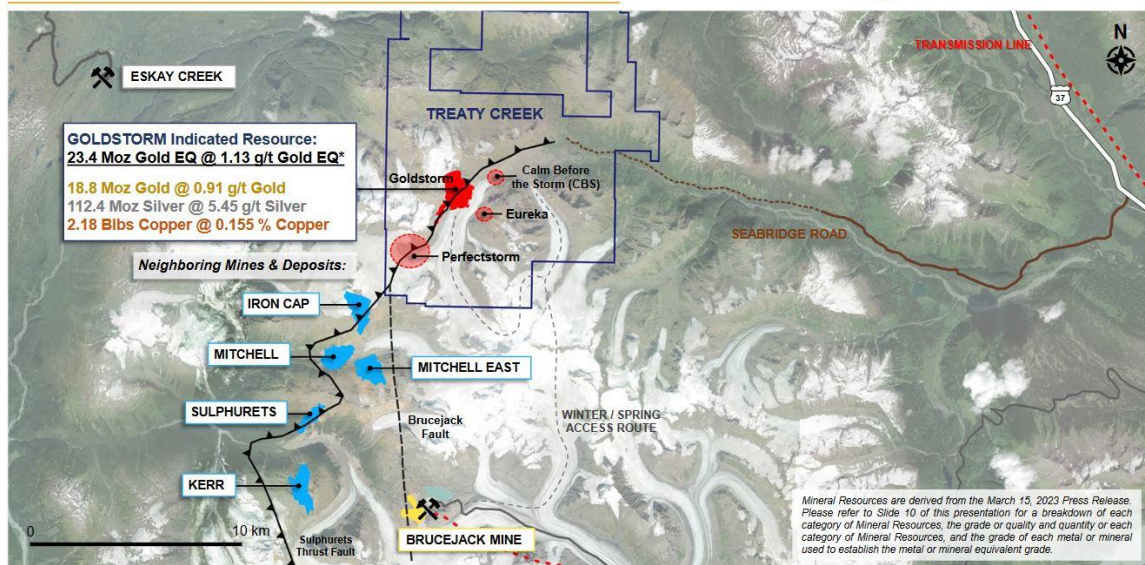 N
TRANSMISSION LINE
37
ESKAY CREEK
TREATY CREEK
GOLDSTORM Indicated Resource:
23.4 Moz Gold EQ @ 1.13 g/t Gold EQ*
18.8 Moz Gold @ 0.91 g/t Gold
112.4 Moz Silver @ 5.45 g/t Silver
2.18 Blbs Copper @ 0.155 % Copper
Goldstorm
Calm Before
the Storm (CBS)
Eureka
Perfectstorm
SEABRIDGE ROAD
Neighboring Mines & Deposits:
IRON CAP
MITCHELL
MITCHELL EAST
SULPHURETS
Brucejack
Fault
WINTER / SPRING
ACCESS ROUTE
KERR
0
10 km
Sulphurets
Thrust Fault
BRUCEJACK MINE
Mineral Resources are derived from the March 15, 2023 Press Release.
Please refer to Slide 10 of this presentation for a breakdown of each
category of Mineral Resources, the grade or quality and quantity or each
category of Mineral Resources, and the grade of each metal or mineral
used to establish the metal or mineral equivalent grade.